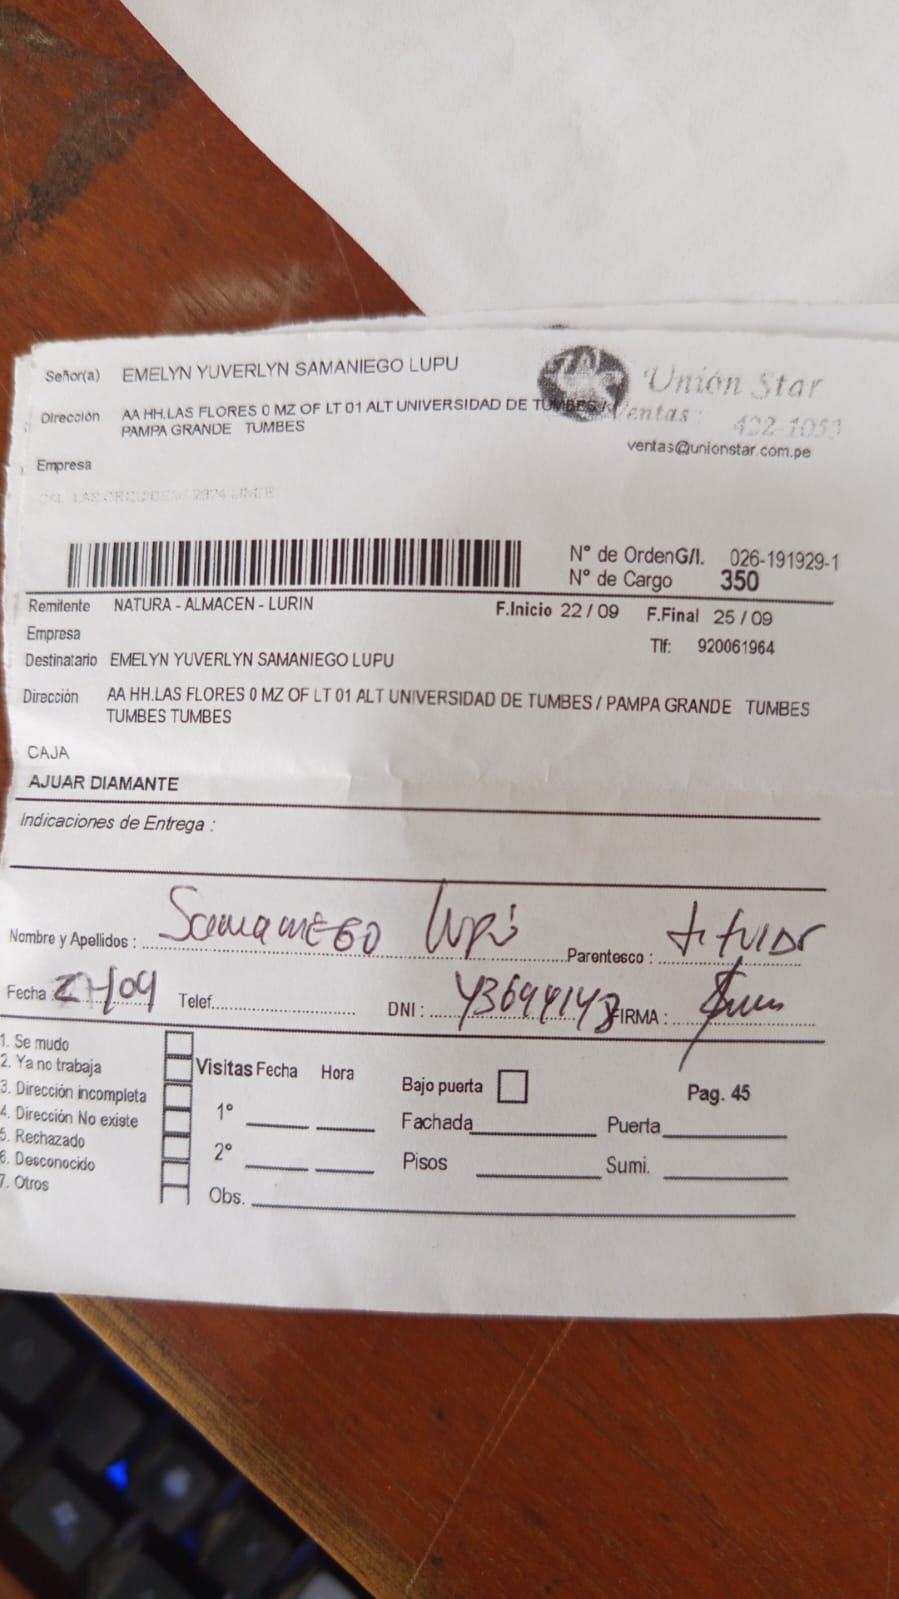 Señor(a) EMELYN YUVERLYN SAMANIEGO LUPU
Dirección AA HH.LAS FLORES 0 MZ OF LT 01 ALT UNIVERSIDAD DE TUMBES /
PAMPA GRANDE TUMBES
Empresa
STAR
Unión Star
Ventas: 422-1053
ventas@unionstar.com.pe
N° de OrdenG/I. 026-191929-1
N° de Cargo 350
Remitente NATURA - ALMACEN - LURIN F.Inicio 22 / 09 F.Final 25 / 09
Empresa Tlf: 920061964
Destinatario EMELYN YUVERLYN SAMANIEGO LUPU
Dirección AA HH.LAS FLORES 0 MZ OF LT 01 ALT UNIVERSIDAD DE TUMBES / PAMPA GRANDE TUMBES
TUMBES TUMBES
CAJA
AJUAR DIAMANTE
Indicaciones de Entrega :
Nombre y Apellidos : SamaniEGO Lupú Parentesco : titular
Fecha /09 Telef. DNI : FIRMA :
1. Se mudo
2. Ya no trabaja
3. Dirección incompleta
4. Dirección No existe
5. Rechazado
6. Desconocido
7. Otros
Visitas Fecha Hora
1°
2°
Obs.
Bajo puerta
Fachada Puerta
Pisos Sumi.
Pag. 45